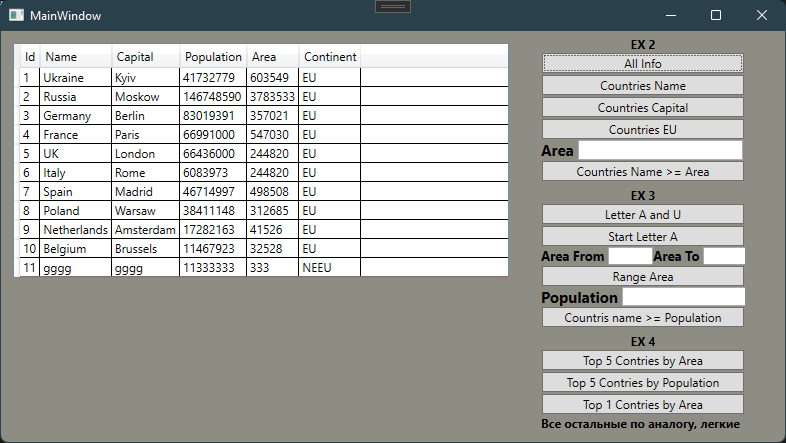 MainWindow
Id Name Capital Population Area Continent
1 Ukraine Kyiv 41732779 603549 EU
2 Russia Moskow 146748590 3783533 EU
3 Germany Berlin 83019391 357021 EU
4 France Paris 66991000 547030 EU
5 UK London 66436000 244820 EU
6 Italy Rome 6083973 244820 EU
7 Spain Madrid 46714997 498508 EU
8 Poland Warsaw 38411148 312685 EU
9 Netherlands Amsterdam 17282163 41526 EU
10 Belgium Brussels 11467923 32528 EU
11 gggg gggg 11333333 333 NEEU
EX 2
All Info
Countries Name
Countries Capital
Countries EU
Area
Countries Name >= Area
EX 3
Letter A and U
Start Letter A
Area From Area To
Range Area
Population
Countris name >= Population
EX 4
Top 5 Contries by Area
Top 5 Contries by Population
Top 1 Contries by Area
Все остальные по аналогу, легкие